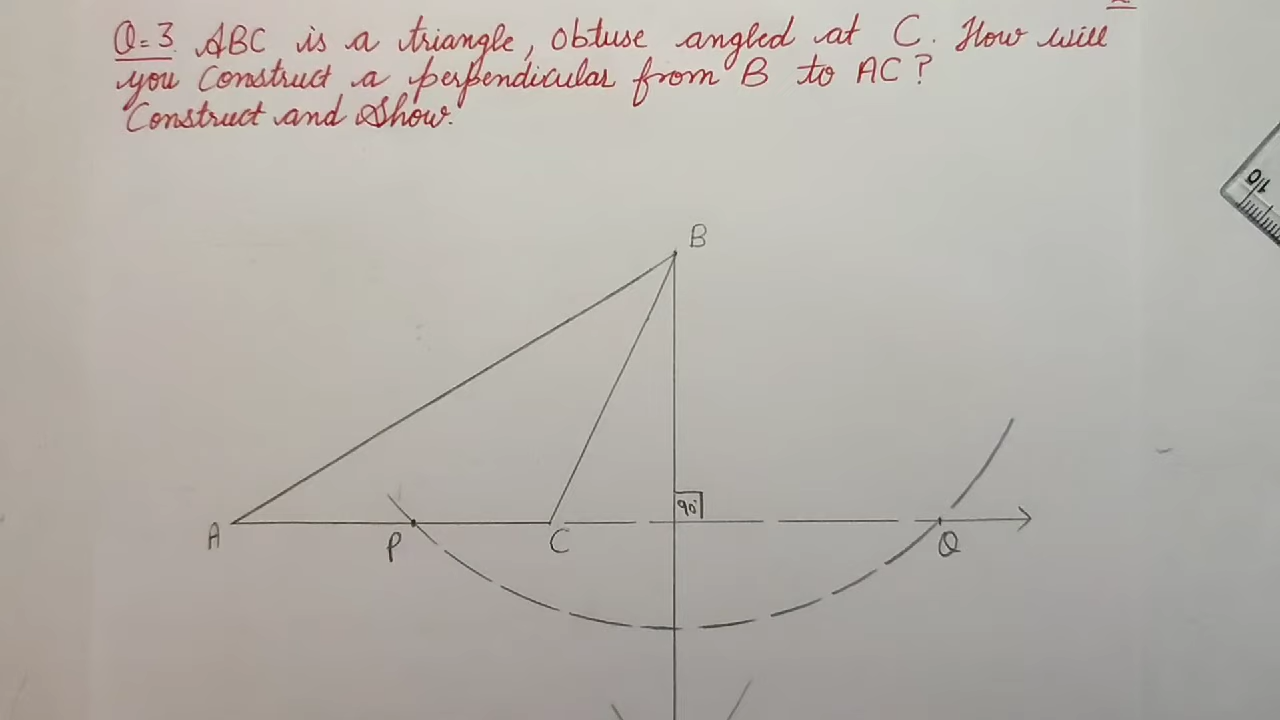 Q=3. ABC is a triangle, obtuse angled at C. How will
you Construct a perpendicular from B to AC?
Construct and Show.
10
B
90°
A
P
C
Q